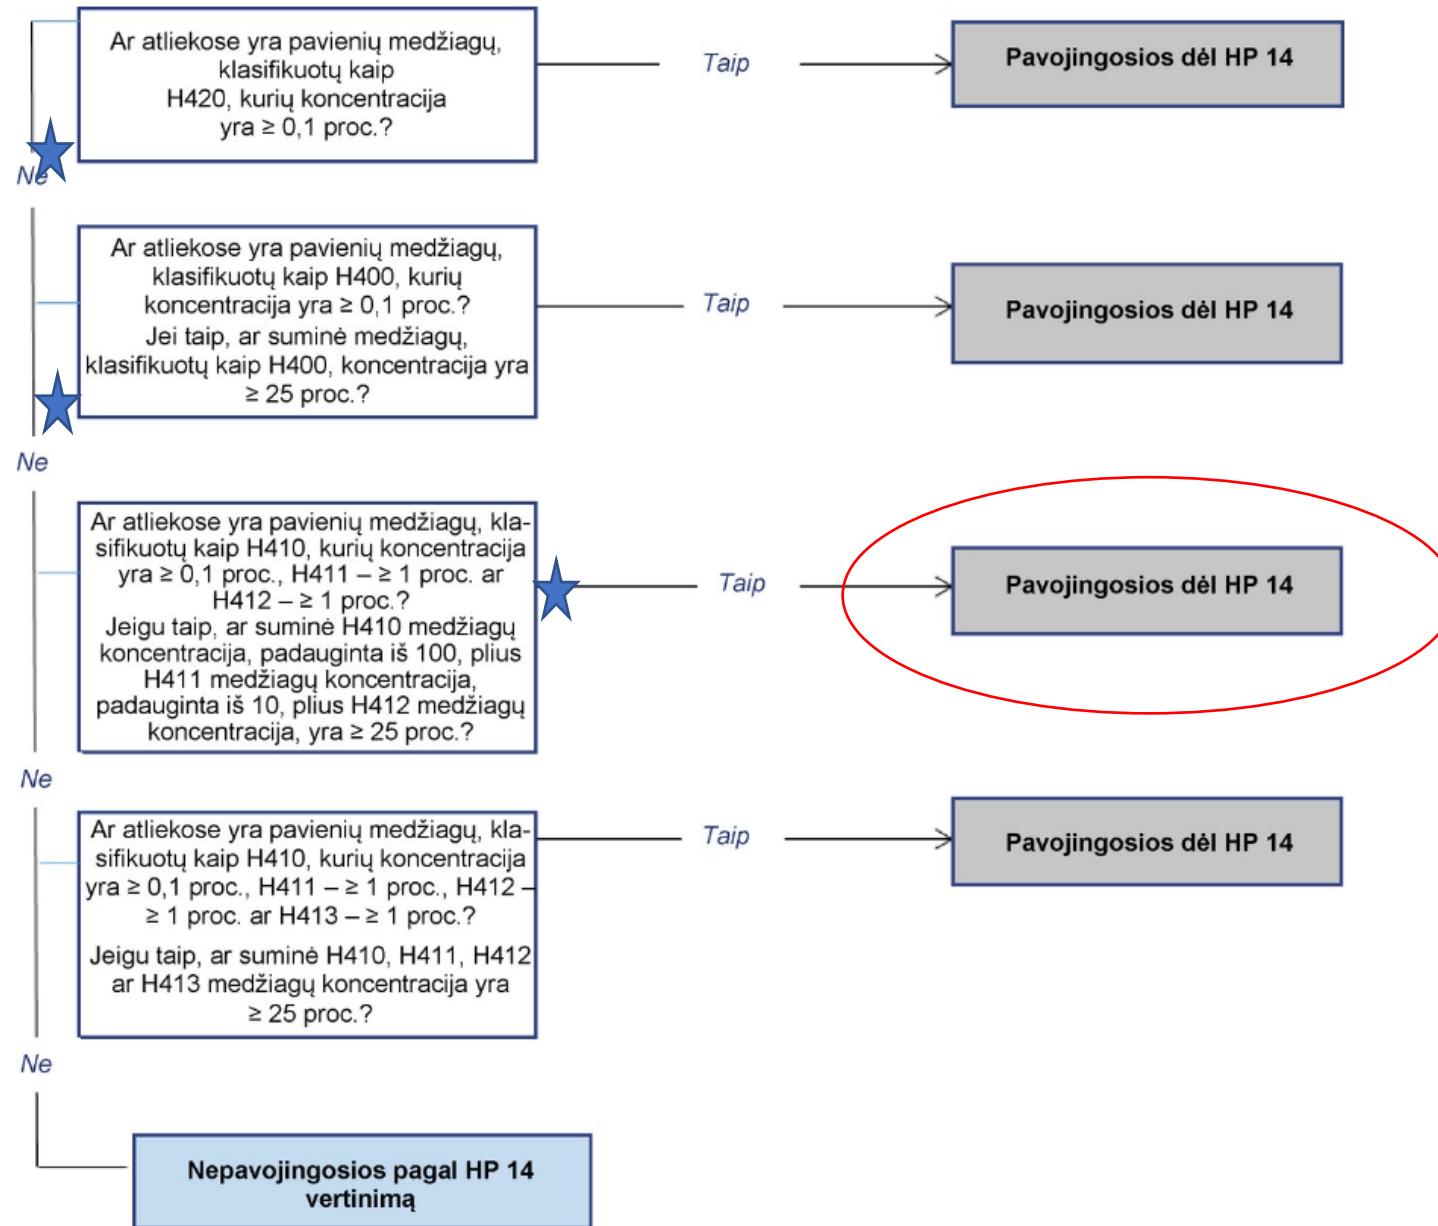 Ar atliekose yra pavienių medžiagų,
klasifikuotų kaip
H420, kurių koncentracija
yra ≥ 0,1 proc.?
Taip
Pavojingosios dėl HP 14
Ne
Ar atliekose yra pavienių medžiagų,
klasifikuotų kaip H400, kurių
koncentracija yra ≥ 0,1 proc.?
Jei taip, ar suminė medžiagų,
klasifikuotų kaip H400, koncentracija yra
≥ 25 proc.?
Taip
Pavojingosios dėl HP 14
Ne
Ar atliekose yra pavienių medžiagų, kla-
sifikuotų kaip H410, kurių koncentracija
yra ≥ 0,1 proc., H411 – ≥ 1 proc. ar
H412 – ≥ 1 proc.?
Jeigu taip, ar suminė H410 medžiagų
koncentracija, padauginta iš 100, plius
H411 medžiagų koncentracija,
padauginta iš 10, plius H412 medžiagų
koncentracija, yra ≥ 25 proc.?
Taip
Pavojingosios dėl HP 14
Ne
Ar atliekose yra pavienių medžiagų, kla-
sifikuotų kaip H410, kurių koncentracija
yra ≥ 0,1 proc., H411 – ≥ 1 proc., H412 –
≥ 1 proc. ar H413 – ≥ 1 proc.?
Jeigu taip, ar suminė H410, H411, H412
ar H413 medžiagų koncentracija yra
≥ 25 proc.?
Taip
Pavojingosios dėl HP 14
Ne
Nepavojingosios pagal HP 14
vertinimą